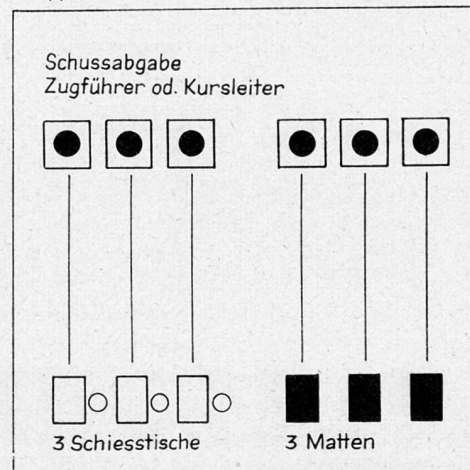 Schussabgabe
Zugführer od. Kursleiter
3 Schiesstische
3 Matten